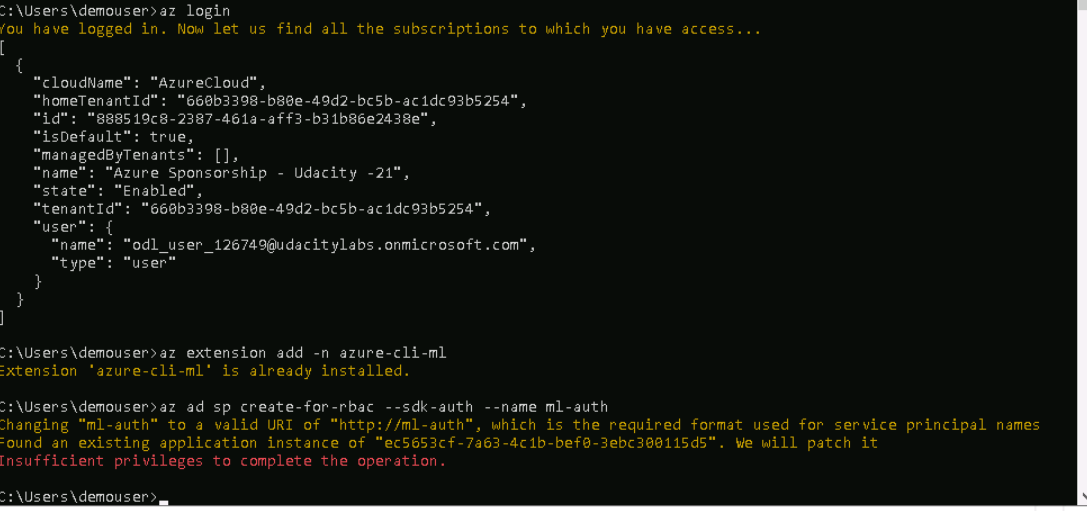 C:\Users\demouser>az login
You have logged in. Now let us find all the subscriptions to which you have access...
[
  {
    "cloudName": "AzureCloud",
    "homeTenantId": "660b3398-b80e-49d2-bc5b-ac1dc93b5254",
    "id": "888519c8-2387-461a-aff3-b31b86e2438e",
    "isDefault": true,
    "managedByTenants": [],
    "name": "Azure Sponsorship - Udacity -21",
    "state": "Enabled",
    "tenantId": "660b3398-b80e-49d2-bc5b-ac1dc93b5254",
    "user": {
      "name": "odl_user_126749@udacitylabs.onmicrosoft.com",
      "type": "user"
    }
  }
]
C:\Users\demouser>az extension add -n azure-cli-ml
Extension 'azure-cli-ml' is already installed.
C:\Users\demouser>az ad sp create-for-rbac --sdk-auth --name ml-auth
Changing "ml-auth" to a valid URI of "http://ml-auth", which is the required format used for service principal names
Found an existing application instance of "ec5653cf-7a63-4c1b-bef0-3ebc300115d5". We will patch it
Insufficient privileges to complete the operation.
C:\Users\demouser>